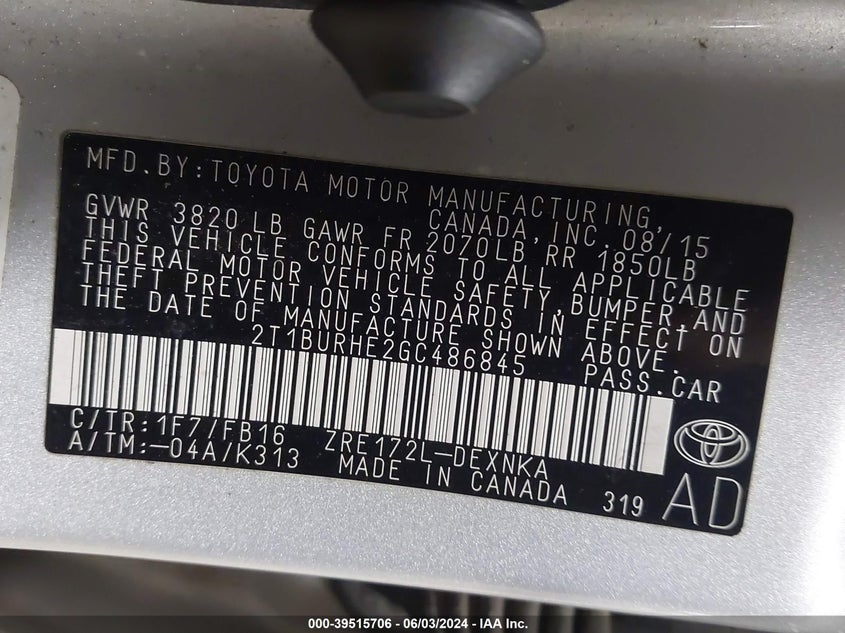 MFD.BY:TOYOTA MOTOR MANUFACTURING,
CANADA, INC. 08/15
GVWR 3820 LB GAWR FR 2070LB RR 1850LB
THIS VEHICLE CONFORMS TO ALL APPLICABLE
FEDERAL MOTOR VEHICLE SAFETY, BUMPER, AND
THEFT PREVENTION STANDARDS IN EFFECT ON
THE DATE OF MANUFACTURE SHOWN ABOVE.
2T1BURHE2GC486845 PASS.CAR
C/TR:1F7/FB16 ZRE172L-DEXNKA
A/TM:-04A/K313 MADE IN CANADA 319 AD
000-39515706 - 06/03/2024 - IAA Inc.